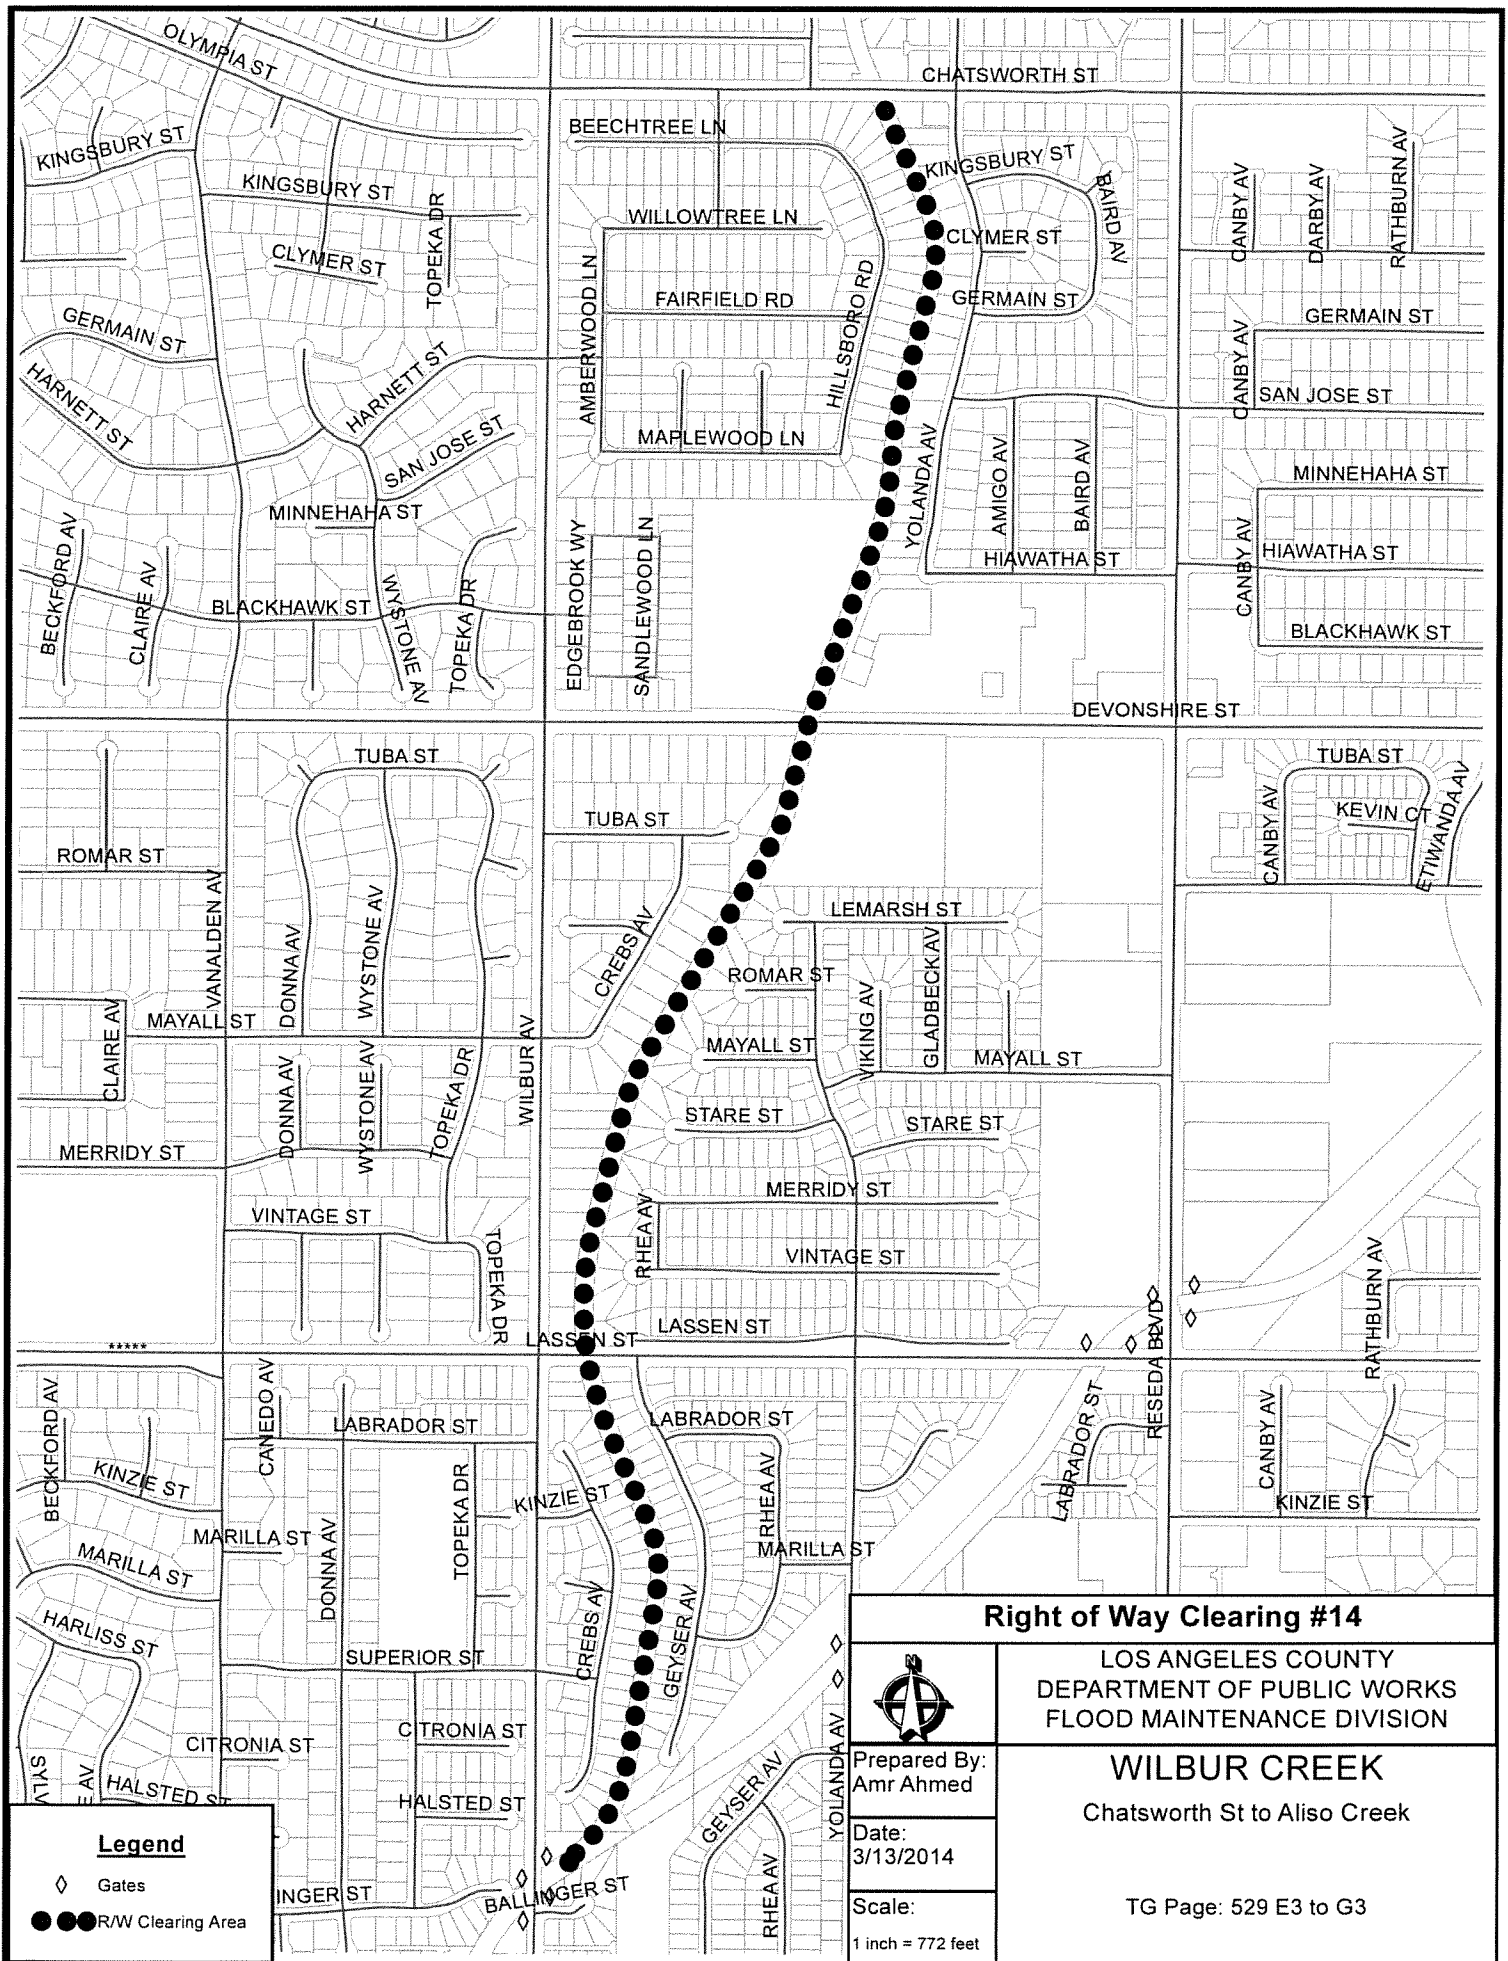 OLYMPIA ST
CHATSWORTH ST
BEECHTREE LN
KINGSBURY ST
KINGSBURY ST
KINGSBURY ST
BAIRD AV
RATHBURN AV
CANBY AV
DARBY AV
TOPEKA DR
WILLOWTREE LN
CLYMER ST
CLYMER ST
AMBERWOOD LN
FAIRFIELD RD
HILLSBORO RD
GERMAIN ST
GERMAIN ST
GERMAIN ST
HARNETT ST
HARNETT ST
CANBY AV
SAN JOSE ST
SAN JOSE ST
MAPLEWOOD LN
YOLANDA AV
AMIGO AV
BAIRD AV
MINNEHAHA ST
MINNEHAHA ST
BECKFORD AV
CLAIRE AV
EDGEBROOK WY
SANDLEWOOD LN
HIAWATHA ST
HIAWATHA ST
CANBY AV
BLACKHAWK ST
WYSTONE AV
TOPEKA DR
BLACKHAWK ST
DEVONSHIRE ST
TUBA ST
TUBA ST
TUBA ST
CANBY AV
KEVIN CT
ETIWANDA AV
ROMAR ST
VANALDEN AV
DONNA AV
WYSTONE AV
CREBS AV
LEMARSH ST
ROMAR ST
VIKING AV
GLADBECK AV
MAYALL ST
CLAIRE AV
MAYALL ST
MAYALL ST
DONNA AV
WYSTONE AV
TOPEKA DR
WILBUR AV
STARE ST
STARE ST
MERRIDY ST
MERRIDY ST
VINTAGE ST
RHEA AV
VINTAGE ST
TOPEKA DR
RATHBURN AV
RESEDA BLVD
*****
LASSEN ST
LASSEN ST
BECKFORD AV
CANEDO AV
LABRADOR ST
LABRADOR ST
LABRADOR ST
CANBY AV
KINZIE ST
TOPEKA DR
KINZIE ST
RHEA AV
KINZIE ST
MARILLA ST
MARILLA ST
DONNA AV
MARILLA ST
HARLISS ST
SUPERIOR ST
CREBS AV
GEYSER AV
CITRONIA ST
CITRONIA ST
SYLV
E AV
HALSTED ST
HALSTED ST
GEYSER AV
YOLANDA AV
RHEA AV
INGER ST
BALLINGER ST
Legend
Gates
R/W Clearing Area
Right of Way Clearing #14
N
LOS ANGELES COUNTY
DEPARTMENT OF PUBLIC WORKS
FLOOD MAINTENANCE DIVISION
Prepared By:
Amr Ahmed
Date:
3/13/2014
Scale:
1 inch = 772 feet
WILBUR CREEK
Chatsworth St to Aliso Creek
TG Page: 529 E3 to G3